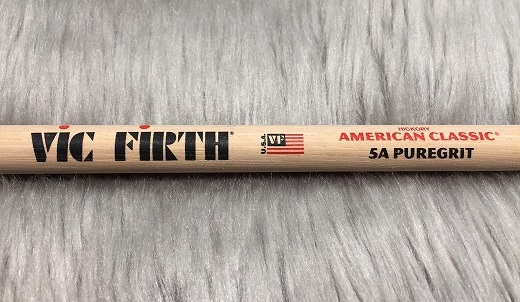 VIC FIRTH®
U.S.A.
VF
HICKORY
AMERICAN CLASSIC®
5A PUREGRIT